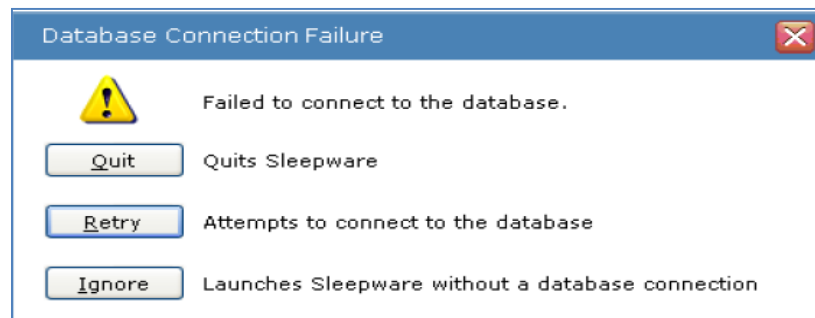 Database Connection Failure
Failed to connect to the database.
Quit Quits Sleepware
Retry Attempts to connect to the database
Ignore Launches Sleepware without a database connection